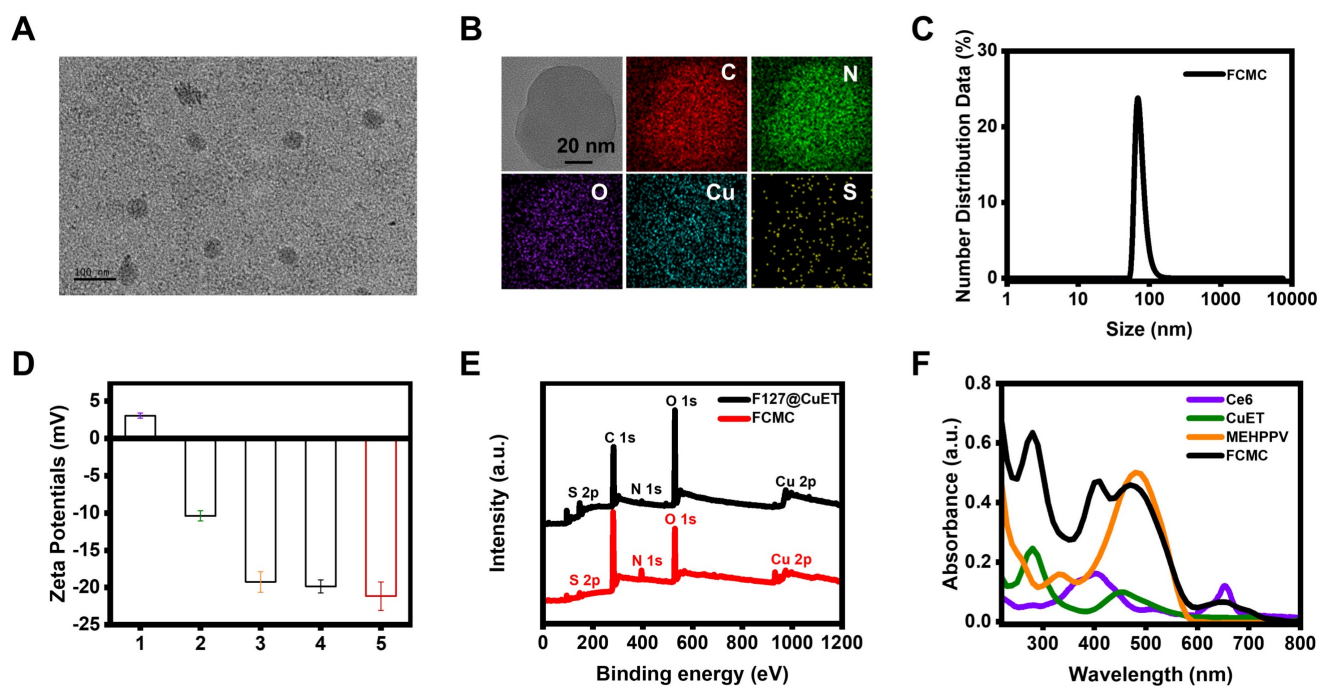 A
100 nm
B
C
N
20 nm
O
Cu
S
C
Number Distribution Data (%)
30
20
10
0
FCMC
1
10
100
1000
10000
Size (nm)
D
Zeta Potentials (mV)
5
0
-5
-10
-15
-20
-25
1
2
3
4
5
E
Intensity (a.u.)
F127@CuET
FCMC
O 1s
C 1s
S 2p
N 1s
Cu 2p
O 1s
N 1s
S 2p
Cu 2p
0
200
400
600
800
1000
1200
Binding energy (eV)
F
Absorbance (a.u.)
0.8
0.6
0.4
0.2
0.0
Ce6
CuET
MEHPPV
FCMC
300
400
500
600
700
800
Wavelength (nm)